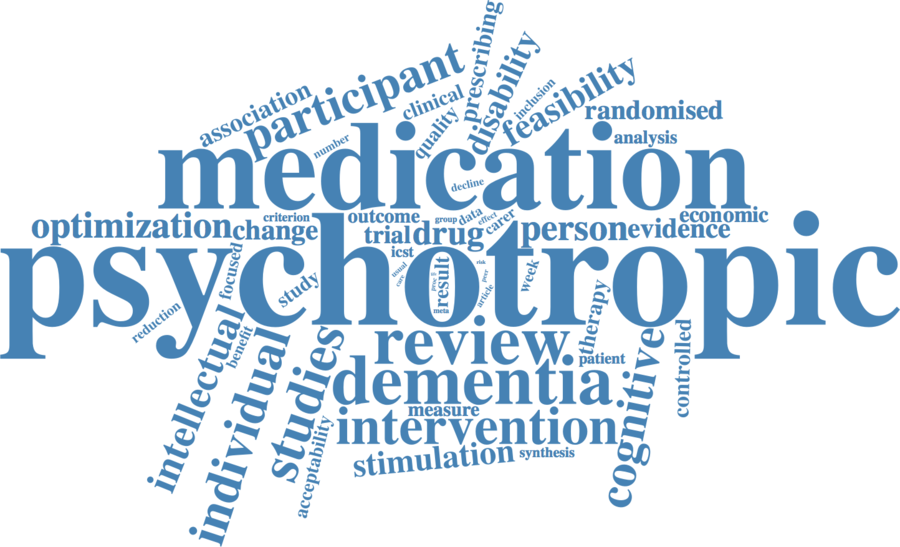 prescribing
participant
disability
association
clinical
inclusion
feasibility
quality
number
randomised
analysis
medication
decline
optimization
change
criterion
outcome
group
data
effect
carer
trial
drug
person
evidence
economic
icst
psychotropic
focused
study
usual
care
result
meta
risk
peer
article
week
reduction
intellectual
benefit
individual
studies
review
therapy
patient
cognitive
controlled
dementia
measure
intervention
acceptability
stimulation
synthesis